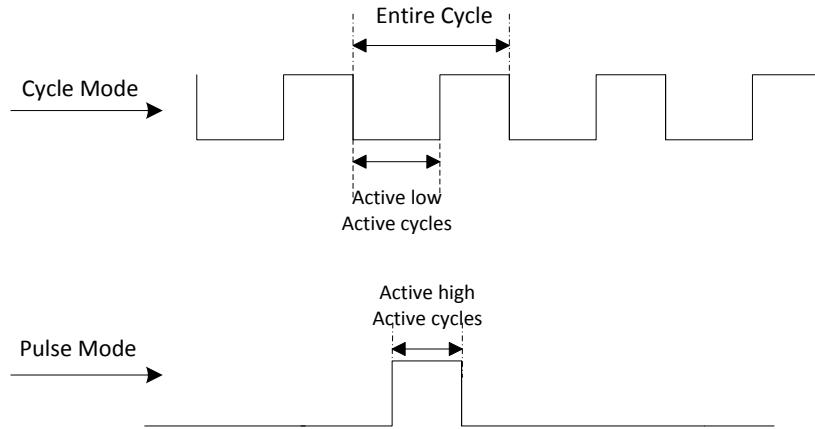 Entire Cycle
Cycle Mode
Active low
Active cycles
Active high
Active cycles
Pulse Mode